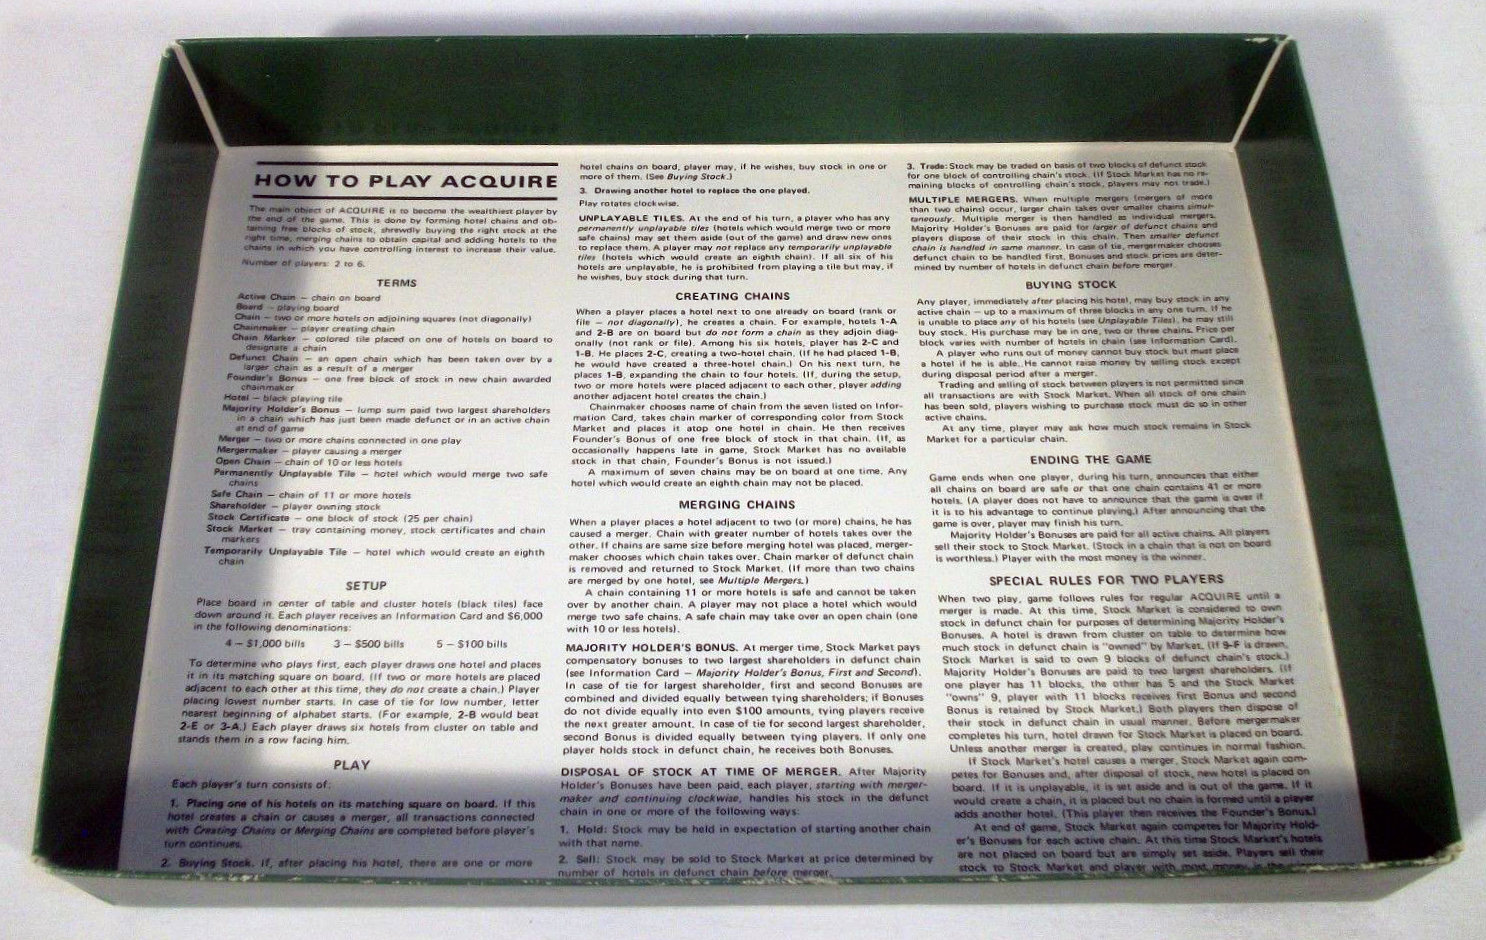 HOW TO PLAY ACQUIRE
The main object of ACQUIRE is to become the wealthiest player by
the end of the game. This is done by forming hotel chains and ob-
taining free blocks of stock, shrewdly buying the right stock at the
right time, merging chains to obtain capital and adding hotels to the
chains in which you have controlling interest to increase their value.
Number of players: 2 to 6.
TERMS
Active Chain — chain on board
Board — playing board
Chain — two or more hotels on adjoining squares (not diagonally)
Chainmaker — player creating chain
Chain Marker — colored tile placed on one of hotels on board to
designate a chain
Defunct Chain — an open chain which has been taken over by a
larger chain as a result of a merger
Founder's Bonus — one free block of stock in new chain awarded
chainmaker
Hotel — black playing tile
Majority Holder's Bonus — lump sum paid two largest shareholders
in a chain which has just been made defunct or in an active chain
at end of game
Merger — two or more chains connected in one play
Mergermaker — player causing a merger
Open Chain — chain of 10 or less hotels
Permanently Unplayable Tile — hotel which would merge two safe
chains
Safe Chain — chain of 11 or more hotels
Shareholder — player owning stock
Stock Certificate — one block of stock (25 per chain)
Stock Market — tray containing money, stock certificates and chain
markers
Temporarily Unplayable Tile — hotel which would create an eighth
chain
SETUP
Place board in center of table and cluster hotels (black tiles) face
down around it. Each player receives an Information Card and $6,000
in the following denominations:
4 — $1,000 bills 3 — $500 bills 5 — $100 bills
To determine who plays first, each player draws one hotel and places
it in its matching square on board. (If two or more hotels are placed
adjacent to each other at this time, they do not create a chain.) Player
placing lowest number starts. In case of tie for low number, letter
nearest beginning of alphabet starts. (For example, 2-B would beat
2-E or 3-A.) Each player draws six hotels from cluster on table and
stands them in a row facing him.
PLAY
Each player's turn consists of:
1. Placing one of his hotels on its matching square on board. If this
hotel creates a chain or causes a merger, all transactions connected
with Creating Chains or Merging Chains are completed before player's
turn continues.
2. Buying Stock. If, after placing his hotel, there are one or more
hotel chains on board, player may, if he wishes, buy stock in one or
more of them. (See Buying Stock.)
3. Drawing another hotel to replace the one played.
Play rotates clockwise.
UNPLAYABLE TILES. At the end of his turn, a player who has any
permanently unplayable tiles (hotels which would merge two or more
safe chains) may set them aside (out of the game) and draw new ones
to replace them. A player may not replace any temporarily unplayable
tiles (hotels which would create an eighth chain). If all six of his
hotels are unplayable, he is prohibited from playing a tile but may, if
he wishes, buy stock during that turn.
CREATING CHAINS
When a player places a hotel next to one already on board (rank or
file — not diagonally), he creates a chain. For example, hotels 1-A
and 2-B are on board but do not form a chain as they adjoin diag-
onally (not rank or file). Among his six hotels, player has 2-C and
1-B. He places 2-C, creating a two-hotel chain. (If he had placed 1-B,
he would have created a three-hotel chain.) On his next turn, he
places 1-B, expanding the chain to four hotels. (If, during the setup,
two or more hotels were placed adjacent to each other, player adding
another adjacent hotel creates the chain.)
Chainmaker chooses name of chain from the seven listed on Infor-
mation Card, takes chain marker of corresponding color from Stock
Market and places it atop one hotel in chain. He then receives
Founder's Bonus of one free block of stock in that chain. (If, as
occasionally happens late in game, Stock Market has no available
stock in that chain, Founder's Bonus is not issued.)
A maximum of seven chains may be on board at one time. Any
hotel which would create an eighth chain may not be placed.
MERGING CHAINS
When a player places a hotel adjacent to two (or more) chains, he has
caused a merger. Chain with greater number of hotels takes over the
other. If chains are same size before merging hotel was placed, merger-
maker chooses which chain takes over. Chain marker of defunct chain
is removed and returned to Stock Market. (If more than two chains
are merged by one hotel, see Multiple Mergers.)
A chain containing 11 or more hotels is safe and cannot be taken
over by another chain. A player may not place a hotel which would
merge two safe chains. A safe chain may take over an open chain (one
with 10 or less hotels).
MAJORITY HOLDER'S BONUS. At merger time, Stock Market pays
compensatory bonuses to two largest shareholders in defunct chain
(see Information Card — Majority Holder's Bonus, First and Second).
In case of tie for largest shareholder, first and second Bonuses are
combined and divided equally between tying shareholders; if Bonuses
do not divide equally into even $100 amounts, tying players receive
the next greater amount. In case of tie for second largest shareholder,
second Bonus is divided equally between tying players. If only one
player holds stock in defunct chain, he receives both Bonuses.
DISPOSAL OF STOCK AT TIME OF MERGER. After Majority
Holder's Bonuses have been paid, each player, starting with merger-
maker and continuing clockwise, handles his stock in the defunct
chain in one or more of the following ways:
1. Hold: Stock may be held in expectation of starting another chain
with that name.
2. Sell: Stock may be sold to Stock Market at price determined by
number of hotels in defunct chain before merger.
3. Trade: Stock may be traded on basis of two blocks of defunct stock
for one block of controlling chain's stock. (If Stock Market has no re-
maining blocks of controlling chain's stock, players may not trade.)
MULTIPLE MERGERS. When multiple mergers (mergers of more
than two chains) occur, larger chain takes over smaller chains simul-
taneously. Multiple merger is then handled as individual mergers.
Majority Holder's Bonuses are paid for larger of defunct chains and
players dispose of their stock in this chain. Then smaller defunct
chain is handled in same manner. In case of tie, mergermaker chooses
defunct chain to be handled first. Bonuses and stock prices are deter-
mined by number of hotels in defunct chain before merger.
BUYING STOCK
Any player, immediately after placing his hotel, may buy stock in any
active chain — up to a maximum of three blocks in any one turn. If he
is unable to place any of his hotels (see Unplayable Tiles), he may still
buy stock. His purchase may be in one, two or three chains. Price per
block varies with number of hotels in chain (see Information Card).
A player who runs out of money cannot buy stock but must place
a hotel if he is able. He cannot raise money by selling stock except
during disposal period after a merger.
Trading and selling of stock between players is not permitted since
all transactions are with Stock Market. When all stock of one chain
has been sold, players wishing to purchase stock must do so in other
active chains.
At any time, player may ask how much stock remains in Stock
Market for a particular chain.
ENDING THE GAME
Game ends when one player, during his turn, announces that either
all chains on board are safe or that one chain contains 41 or more
hotels. (A player does not have to announce that the game is over if
it is to his advantage to continue playing.) After announcing that the
game is over, player may finish his turn.
Majority Holder's Bonuses are paid for all active chains. All players
sell their stock to Stock Market. (Stock in a chain that is not on board
is worthless.) Player with the most money is the winner.
SPECIAL RULES FOR TWO PLAYERS
When two play, game follows rules for regular ACQUIRE until a
merger is made. At this time, Stock Market is considered to own
stock in defunct chain for purposes of determining Majority Holder's
Bonuses. A hotel is drawn from cluster on table to determine how
much stock in defunct chain is "owned" by Market. (If 9-F is drawn,
Stock Market is said to own 9 blocks of defunct chain's stock.)
Majority Holder's Bonuses are paid to two largest shareholders. (If
one player has 11 blocks, the other has 5 and the Stock Market
"owns" 9, player with 11 blocks receives first Bonus and second
Bonus is retained by Stock Market.) Both players then dispose of
their stock in defunct chain in usual manner. Before mergermaker
completes his turn, hotel drawn for Stock Market is placed on board.
Unless another merger is created, play continues in normal fashion.
If Stock Market's hotel causes a merger, Stock Market again com-
petes for Bonuses and, after disposal of stock, new hotel is placed on
board. If it is unplayable, it is set aside and is out of the game. If it
would create a chain, it is placed but no chain is formed until a player
adds another hotel. (This player then receives the Founder's Bonus.)
At end of game, Stock Market again competes for Majority Hold-
er's Bonuses for each active chain. At this time Stock Market's hotels
are not placed on board but are simply set aside. Players sell their
stock to Stock Market and player with most money is the